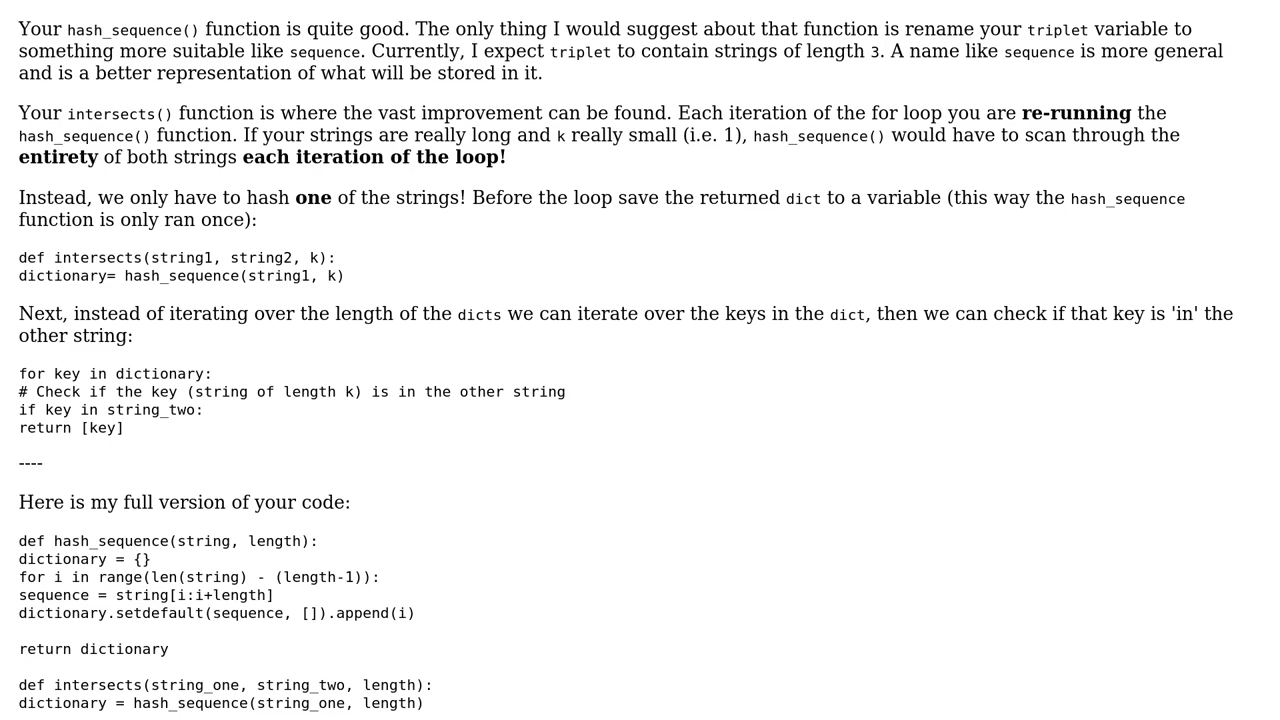 Your hash_sequence() function is quite good. The only thing I would suggest about that function is rename your triplet variable to
something more suitable like sequence. Currently, I expect triplet to contain strings of length 3. A name like sequence is more general
and is a better representation of what will be stored in it.
Your intersects() function is where the vast improvement can be found. Each iteration of the for loop you are re-running the
hash_sequence() function. If your strings are really long and k really small (i.e. 1), hash_sequence() would have to scan through the
entirety of both strings each iteration of the loop!
Instead, we only have to hash one of the strings! Before the loop save the returned dict to a variable (this way the hash_sequence
function is only ran once):
def intersects(string1, string2, k):
dictionary= hash_sequence(string1, k)
Next, instead of iterating over the length of the dicts we can iterate over the keys in the dict, then we can check if that key is 'in' the
other string:
for key in dictionary:
# Check if the key (string of length k) is in the other string
if key in string_two:
return [key]
----
Here is my full version of your code:
def hash_sequence(string, length):
dictionary = {}
for i in range(len(string) - (length-1)):
sequence = string[i:i+length]
dictionary.setdefault(sequence, []).append(i)
return dictionary
def intersects(string_one, string_two, length):
dictionary = hash_sequence(string_one, length)